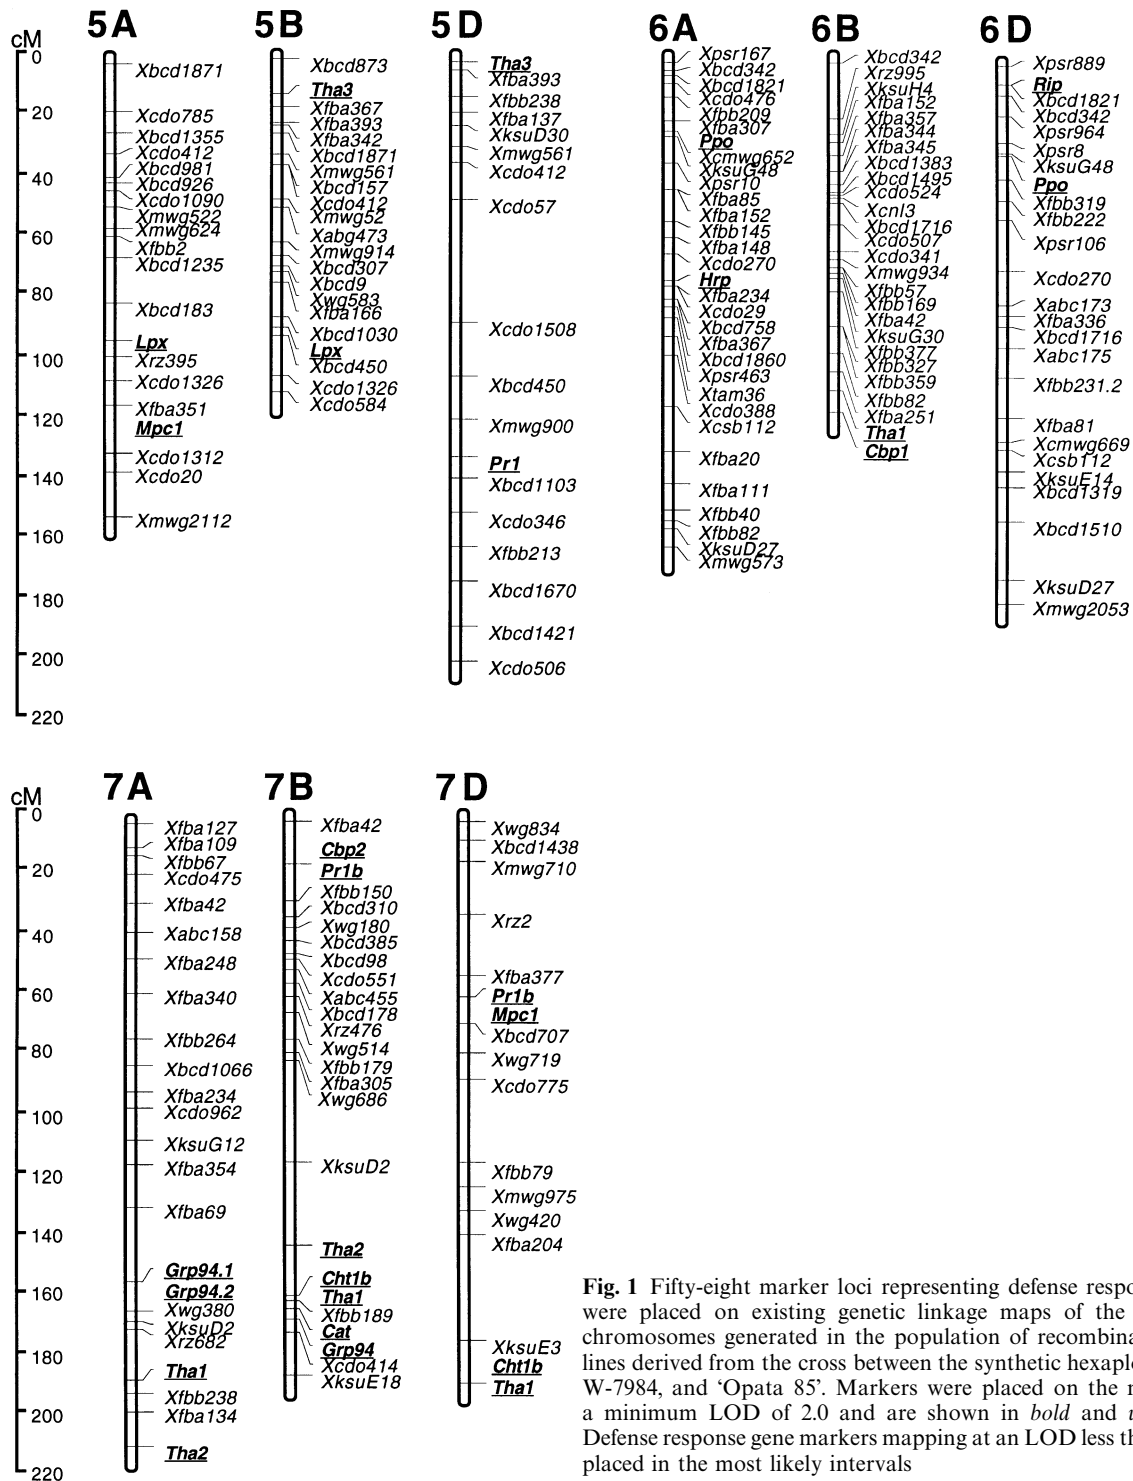 5A
5B
5D
6A
6B
6D
cM
0
20
40
60
80
100
120
140
160
180
200
220
Xbcd1871
Xcdo785
Xbcd1355
Xcdo412
Xbcd981
Xbcd926
Xcdo1090
Xmwg522
Xmwg624
Xfbb2
Xbcd1235
Xbcd183
Lpx
Xrz395
Xcdo1326
Xfba351
Mpc1
Xcdo1312
Xcdo20
Xmwg2112
Xbcd873
Tha3
Xfba367
Xfba393
Xfba342
Xbcd1871
Xmwg561
Xbcd157
Xcdo412
Xmwg52
Xabg473
Xmwg914
Xbcd307
Xbcd9
Xwg583
Xfba166
Xbcd1030
Lpx
Xbcd450
Xcdo1326
Xcdo584
Tha3
Xfba393
Xfbb238
Xfba137
XksuD30
Xmwg561
Xcdo412
Xcdo57
Xcdo1508
Xbcd450
Xmwg900
Pr1
Xbcd1103
Xcdo346
Xfbb213
Xbcd1670
Xbcd1421
Xcdo506
Xpsr167
Xbcd342
Xbcd1821
Xcdo476
Xfbb209
Xfba307
Ppo
Xcmwg652
XksuG48
Xpsr10
Xfba85
Xfba152
Xfbb145
Xfba148
Xcdo270
Hrp
Xfba234
Xcdo29
Xbcd758
Xfba367
Xbcd1860
Xpsr463
Xtam36
Xcdo388
Xcsb112
Xfba20
Xfba111
Xfbb40
Xfbb82
XksuD27
Xmwg573
Xbcd342
Xrz995
XksuH4
Xfba152
Xfba357
Xfba344
Xfba345
Xbcd1383
Xbcd1495
Xcdo524
Xcnl3
Xbcd1716
Xcdo507
Xcdo341
Xmwg934
Xfbb57
Xfbb169
Xfba42
XksuG30
Xfbb377
Xfbb327
Xfbb359
Xfbb82
Xfba251
Tha1
Cbp1
Xpsr889
Rip
Xbcd1821
Xbcd342
Xpsr964
Xpsr8
XksuG48
Ppo
Xfbb319
Xfbb222
Xpsr106
Xcdo270
Xabc173
Xfba336
Xbcd1716
Xabc175
Xfbb231.2
Xfba81
Xcmwg669
Xcsb112
XksuE14
Xbcd1319
Xbcd1510
XksuD27
Xmwg2053
7A
7B
7D
cM
0
20
40
60
80
100
120
140
160
180
200
220
Xfba127
Xfba109
Xfbb67
Xcdo475
Xfba42
Xabc158
Xfba248
Xfba340
Xfbb264
Xbcd1066
Xfba234
Xcdo962
XksuG12
Xfba354
Xfba69
Grp94.1
Grp94.2
Xwg380
XksuD2
Xrz682
Tha1
Xfbb238
Xfba134
Tha2
Xfba42
Cbp2
Pr1b
Xfbb150
Xbcd310
Xwg180
Xbcd385
Xbcd98
Xcdo551
Xabc455
Xbcd178
Xrz476
Xwg514
Xfbb179
Xfba305
Xwg686
XksuD2
Tha2
Cht1b
Tha1
Xfbb189
Cat
Grp94
Xcdo414
XksuE18
Xwg834
Xbcd1438
Xmwg710
Xrz2
Xfba377
Pr1b
Mpc1
Xbcd707
Xwg719
Xcdo775
Xfbb79
Xmwg975
Xwg420
Xfba204
XksuE3
Cht1b
Tha1
Fig. 1 Fifty-eight marker loci representing defense respo
were placed on existing genetic linkage maps of the
chromosomes generated in the population of recombina
lines derived from the cross between the synthetic hexaplo
W-7984, and ‘Opata 85’. Markers were placed on the
a minimum LOD of 2.0 and are shown in bold and
Defense response gene markers mapping at an LOD less th
placed in the most likely intervals